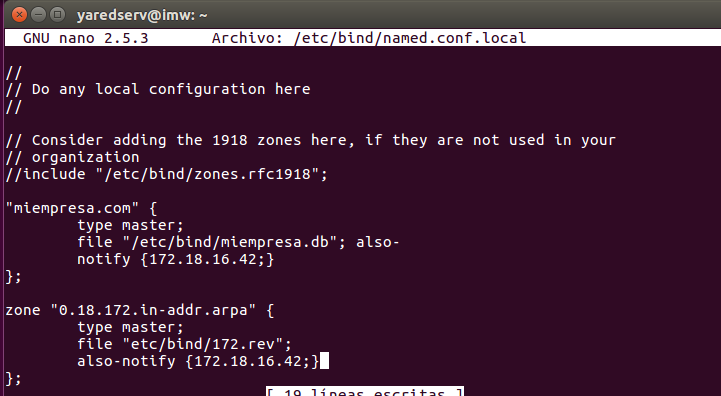 yaredserv@imw: ~
GNU nano 2.5.3 Archivo: /etc/bind/named.conf.local
//
// Do any local configuration here
//
// Consider adding the 1918 zones here, if they are not used in your
// organization
//include "/etc/bind/zones.rfc1918";
"miempresa.com" {
type master;
file "/etc/bind/miempresa.db"; also-
notify {172.18.16.42;}
};
zone "0.18.172.in-addr.arpa" {
type master;
file "etc/bind/172.rev";
also-notify {172.18.16.42;}
};
[ 19 líneas escritas ]